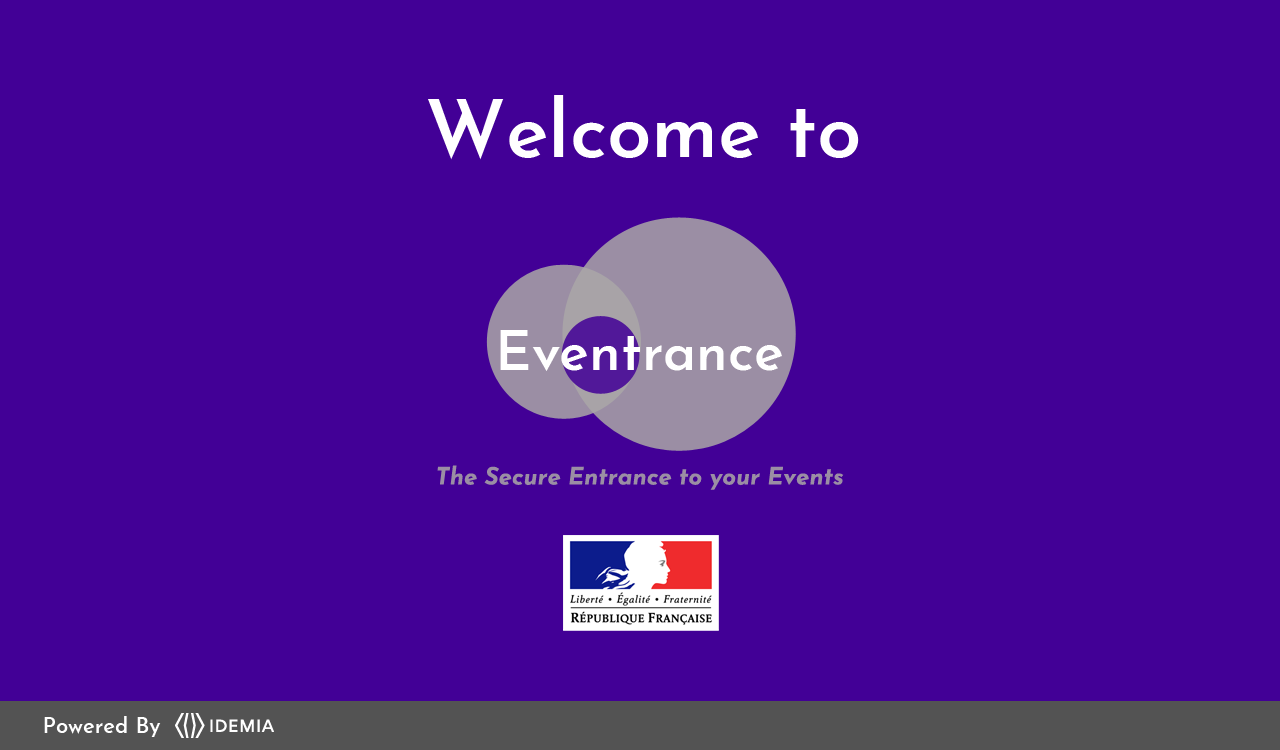 Welcome to
Eventrance
The Secure Entrance to your Events
Liberté • Égalité • Fraternité
RÉPUBLIQUE FRANÇAISE
Powered By IDEMIA